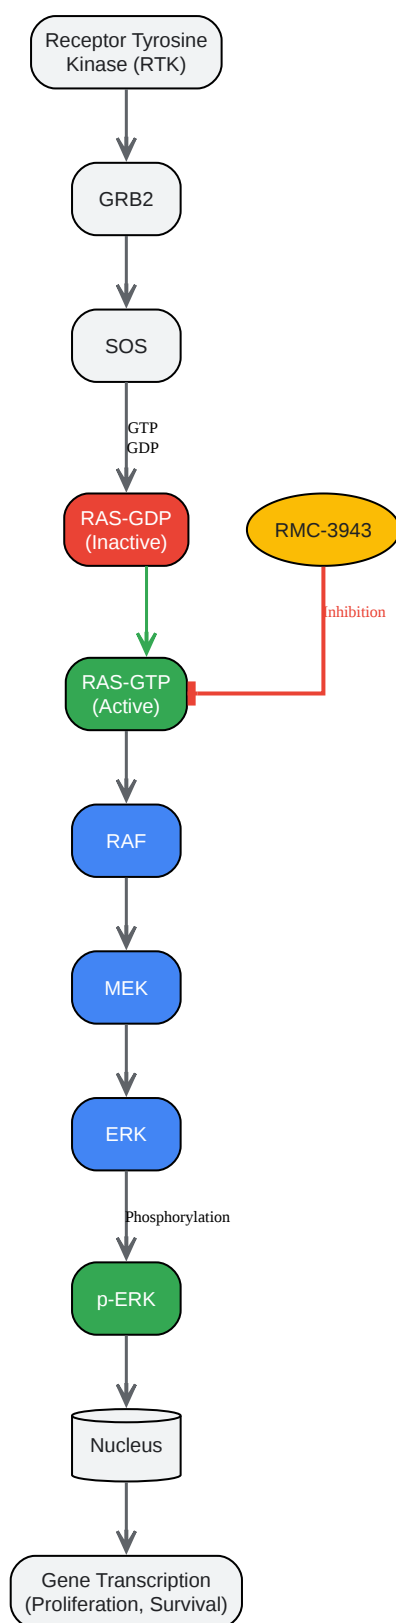 Receptor Tyrosine
Kinase (RTK)
GRB2
SOS
GTP
GDP
RAS-GDP
(Inactive)
RMC-3943
Inhibition
RAS-GTP
(Active)
RAF
MEK
ERK
Phosphorylation
p-ERK
Nucleus
Gene Transcription
(Proliferation, Survival)